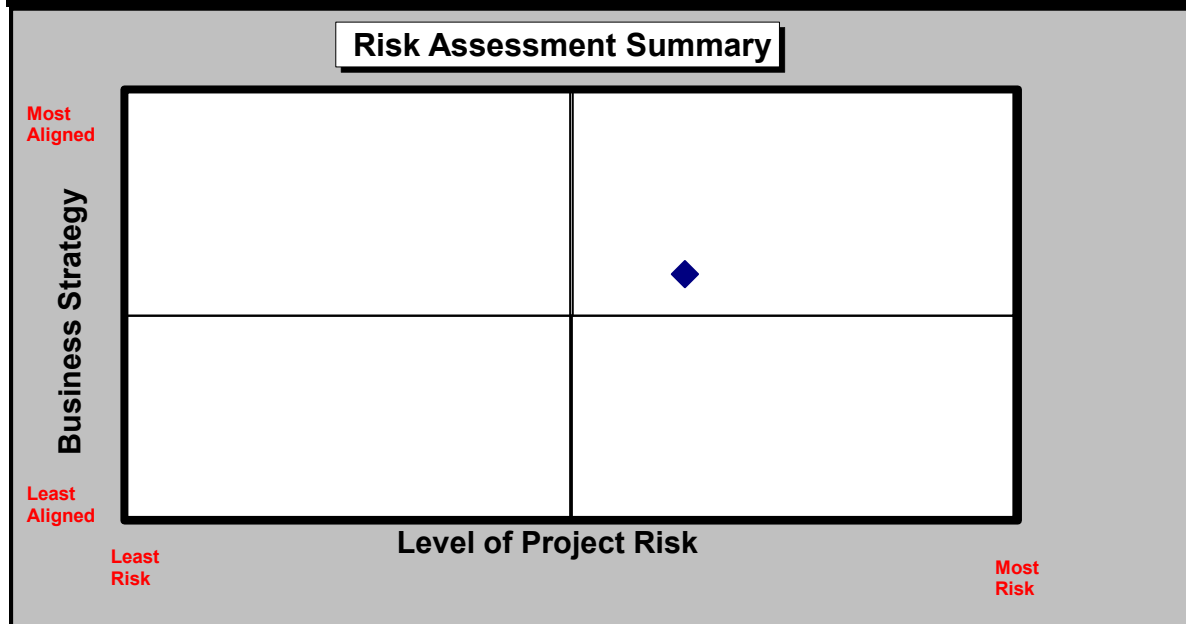 Risk Assessment Summary
Most
Aligned
Business Strategy
Least
Aligned
Level of Project Risk
Least
Risk
Most
Risk